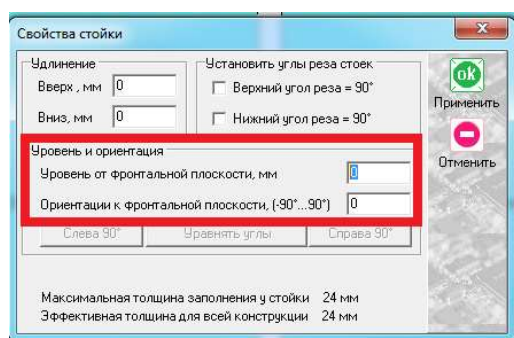 Свойства стойки
Удлинение
Вверх , мм 0
Вниз, мм 0
Установить углы реза стоек
Верхний угол реза = 90°
Нижний угол реза = 90°
ok
Применить
Отменить
Уровень и ориентация
Уровень от фронтальной плоскости, мм 0
Ориентации к фронтальной плоскости, (-90°...90°) 0
Слева 90° Уравнять углы Справа 90°
Максимальная толщина заполнения у стойки 24 мм
Эффективная толщина для всей конструкции 24 мм